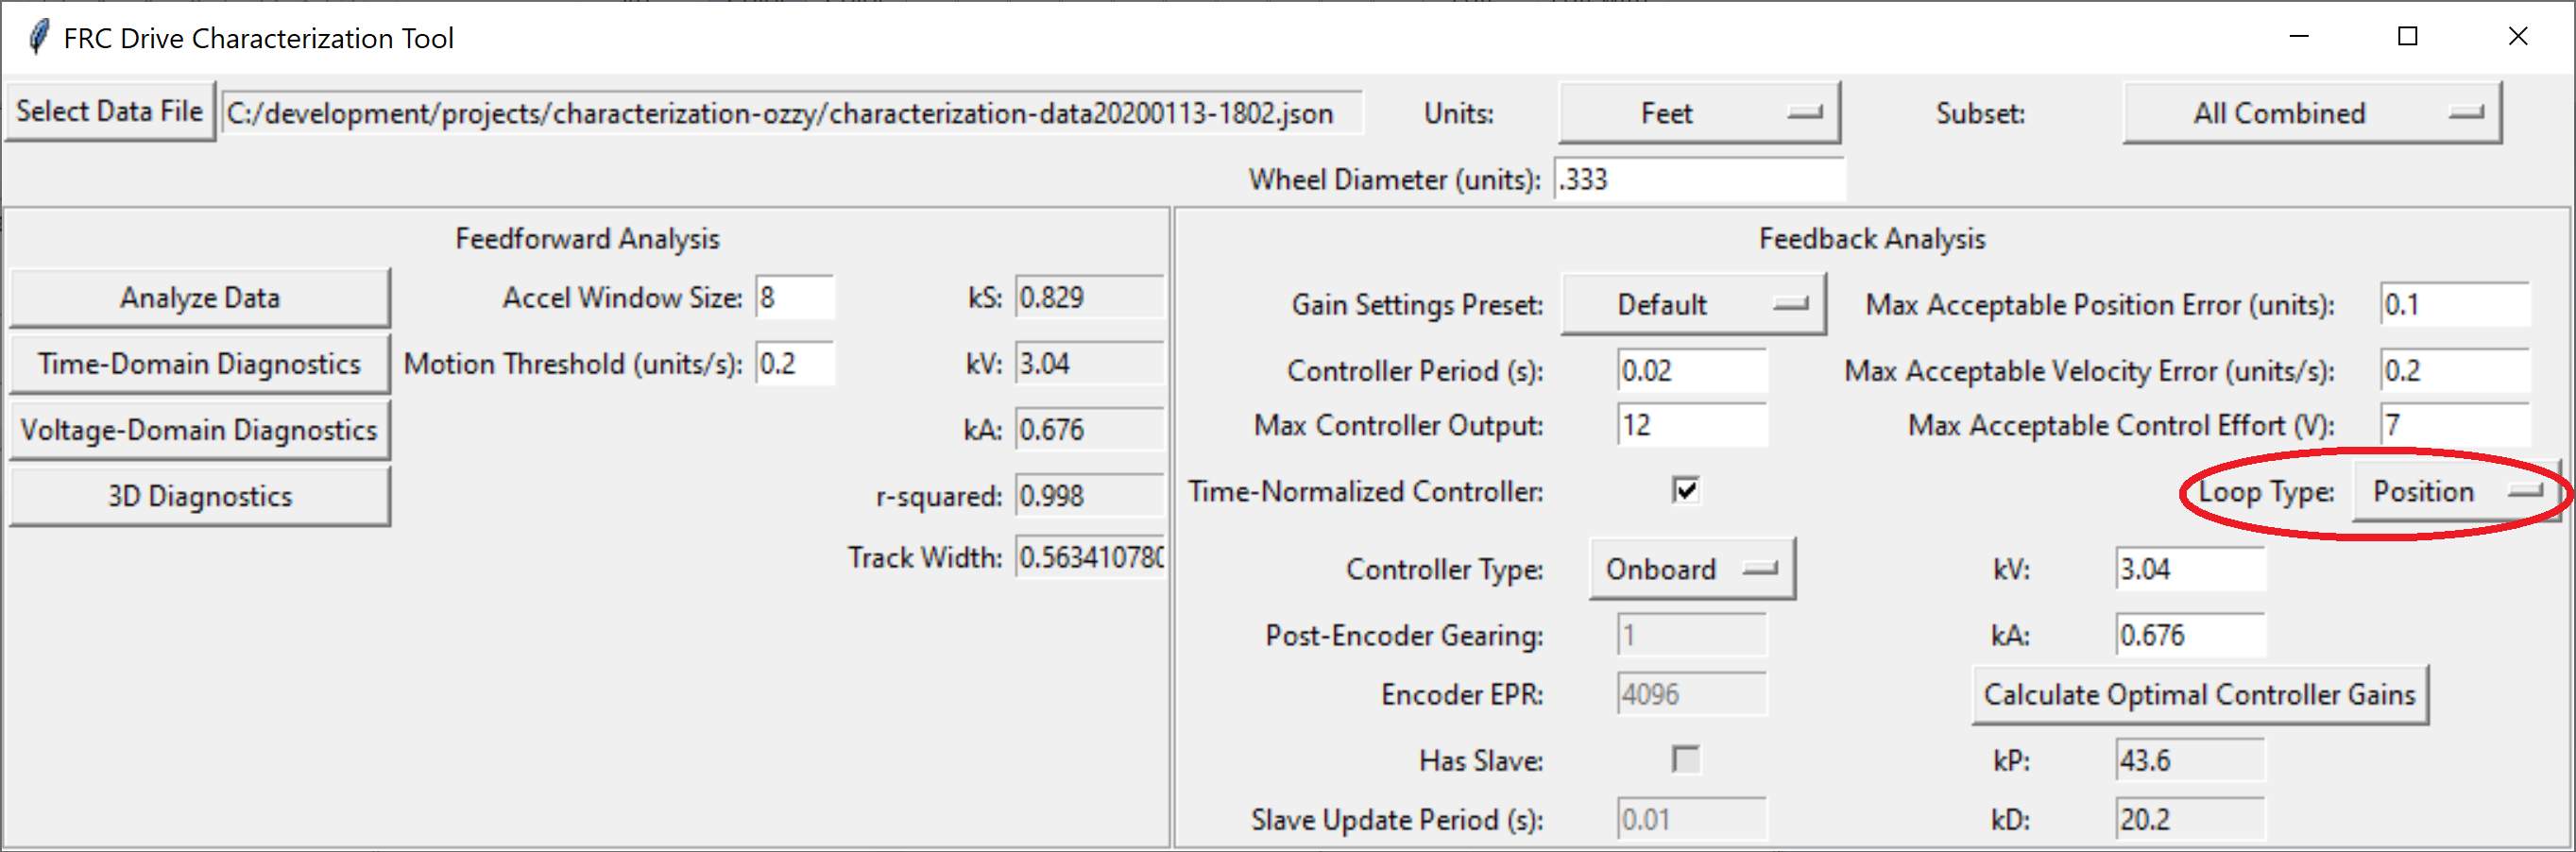 FRC Drive Characterization Tool
Select Data File C:/development/projects/characterization-ozzy/characterization-data20200113-1802.json Units: Feet Subset: All Combined
Wheel Diameter (units): .333
Feedforward Analysis
Analyze Data Accel Window Size: 8 kS: 0.829
Time-Domain Diagnostics Motion Threshold (units/s): 0.2 kV: 3.04
Voltage-Domain Diagnostics kA: 0.676
3D Diagnostics r-squared: 0.998
Track Width: 0.563410780
Feedback Analysis
Gain Settings Preset: Default Max Acceptable Position Error (units): 0.1
Controller Period (s): 0.02 Max Acceptable Velocity Error (units/s): 0.2
Max Controller Output: 12 Max Acceptable Control Effort (V): 7
Time-Normalized Controller: Loop Type: Position
Controller Type: Onboard kV: 3.04
Post-Encoder Gearing: 1 kA: 0.676
Encoder EPR: 4096 Calculate Optimal Controller Gains
Has Slave: kP: 43.6
Slave Update Period (s): 0.01 kD: 20.2